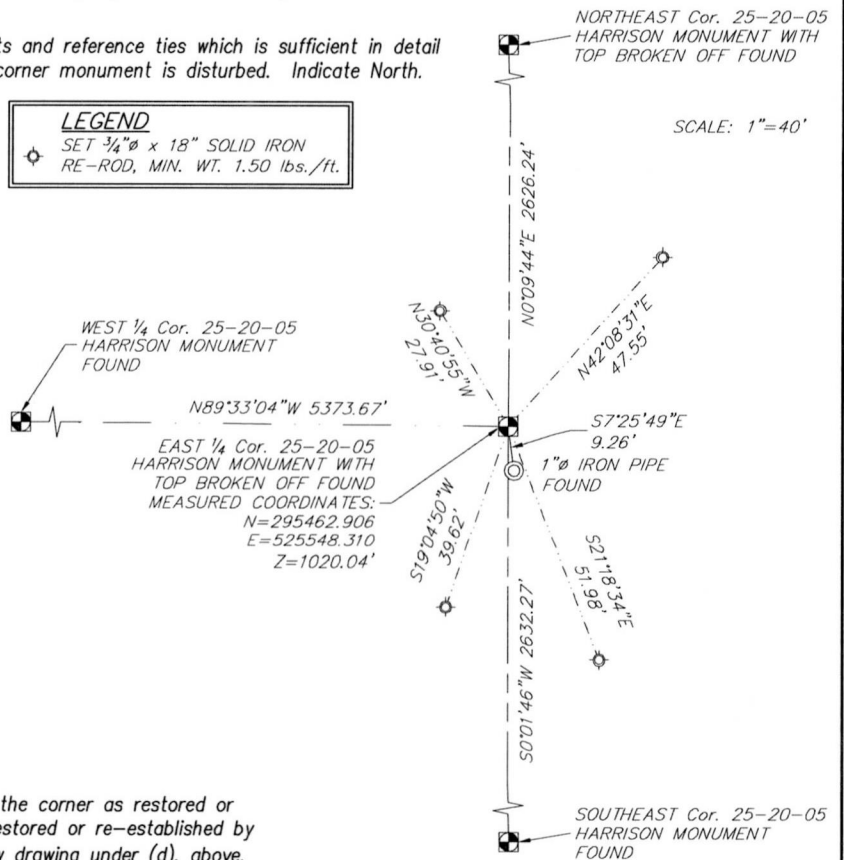 NORTHEAST Cor. 25-20-05
HARRISON MONUMENT WITH
TOP BROKEN OFF FOUND
ts and reference ties which is sufficient in detail
corner monument is disturbed. Indicate North.
LEGEND
SET 3/4"ø x 18" SOLID IRON
RE-ROD, MIN. WT. 1.50 lbs./ft.
SCALE: 1"=40'
N0°09'44"E 2626.24'
N30°40'55"W
27.91'
N42°08'31"E
47.55'
WEST 1/4 Cor. 25-20-05
HARRISON MONUMENT
FOUND
N89°33'04"W 5373.67'
S7°25'49"E
9.26'
1"ø IRON PIPE
FOUND
EAST 1/4 Cor. 25-20-05
HARRISON MONUMENT WITH
TOP BROKEN OFF FOUND
MEASURED COORDINATES:
N=295462.906
E=525548.310
Z=1020.04'
S19°04'50"W
39.62'
S21°18'34"E
51.98'
S0°01'46"W 2632.27'
the corner as restored or
estored or re-established by
w drawing under (d), above.
SOUTHEAST Cor. 25-20-05
HARRISON MONUMENT
FOUND